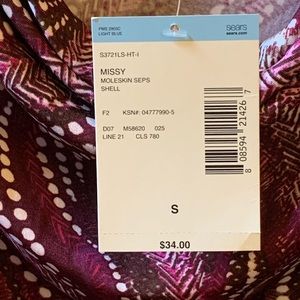 PMS 2905C
LIGHT BLUE
sears
sears.com
S3721LS-HT-I
MISSY
MOLESKIN SEPS
SHELL
F2 KSN#: 04777990-5
D07 M58620 025
LINE 21 CLS 780
8 08594 21426 7
S
$34.00